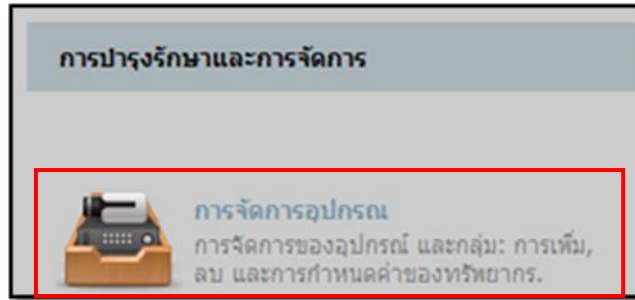 การบำรุงรักษาและการจัดการ
การจัดการอุปกรณ์
การจัดการของอุปกรณ์ และกลุ่ม: การเพิ่ม,
ลบ และการกำหนดค่าของทรัพยากร.